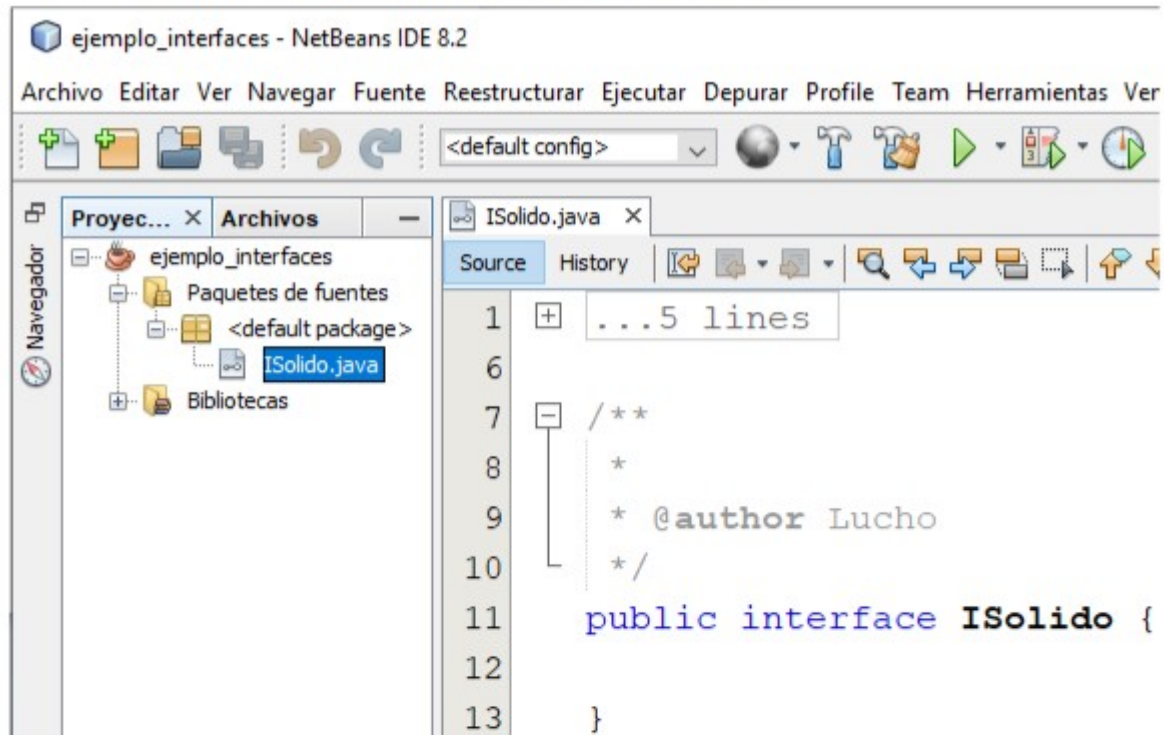 ejemplo_interfaces - NetBeans IDE 8.2
Archivo Editar Ver Navegar Fuente Reestructurar Ejecutar Depurar Profile Team Herramientas Ver
<default config>
Navegador
Proyec... Archivos
ejemplo_interfaces
Paquetes de fuentes
<default package>
ISolido.java
Bibliotecas
ISolido.java
Source History
1 ...5 lines
6
7 /**
8 *
9 * @author Lucho
10 */
11 public interface ISolido {
12
13 }